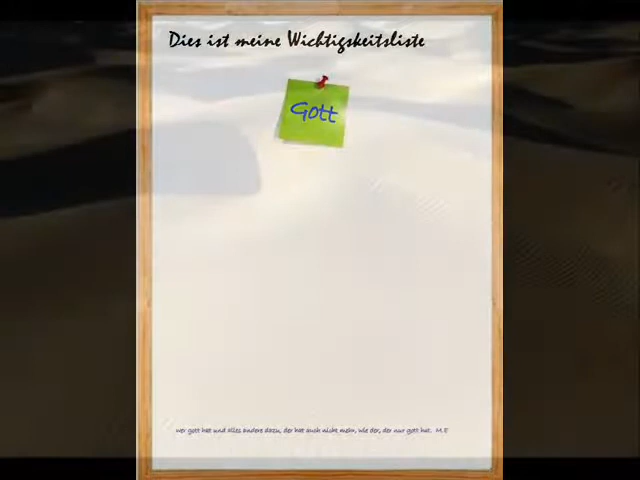 Dies ist meine Wichtigskeitsliste
Gott
wer gott hat und alles andere dazu, der hat auch nicht mehr, wie der, der nur gott hat. M.E